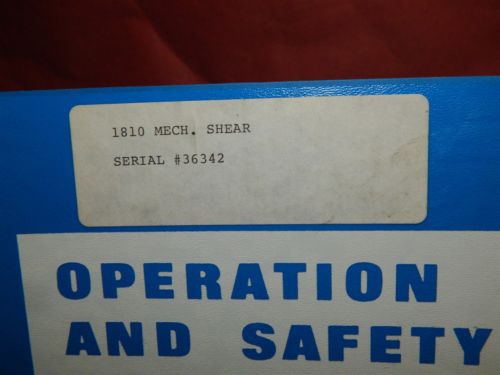 1810 MECH. SHEAR
SERIAL #36342
OPERATION
AND SAFETY